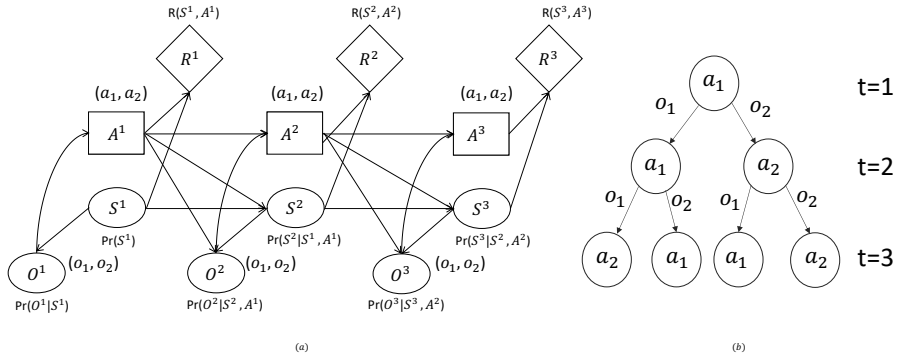 R(S¹, A¹)
R(S², A²)
R(S³, A³)
R¹
R²
R³
(a₁, a₂)
(a₁, a₂)
(a₁, a₂)
A¹
A²
A³
S¹
S²
S³
Pr(S¹)
Pr(S²|S¹, A¹)
Pr(S³|S², A²)
O¹
(o₁, o₂)
O²
(o₁, o₂)
O³
(o₁, o₂)
Pr(O¹|S¹)
Pr(O²|S², A¹)
Pr(O³|S³, A²)
(a)
a₁
t=1
o₁
o₂
a₁
a₂
t=2
o₁
o₂
o₁
o₂
a₂
a₁
a₁
a₂
t=3
(b)